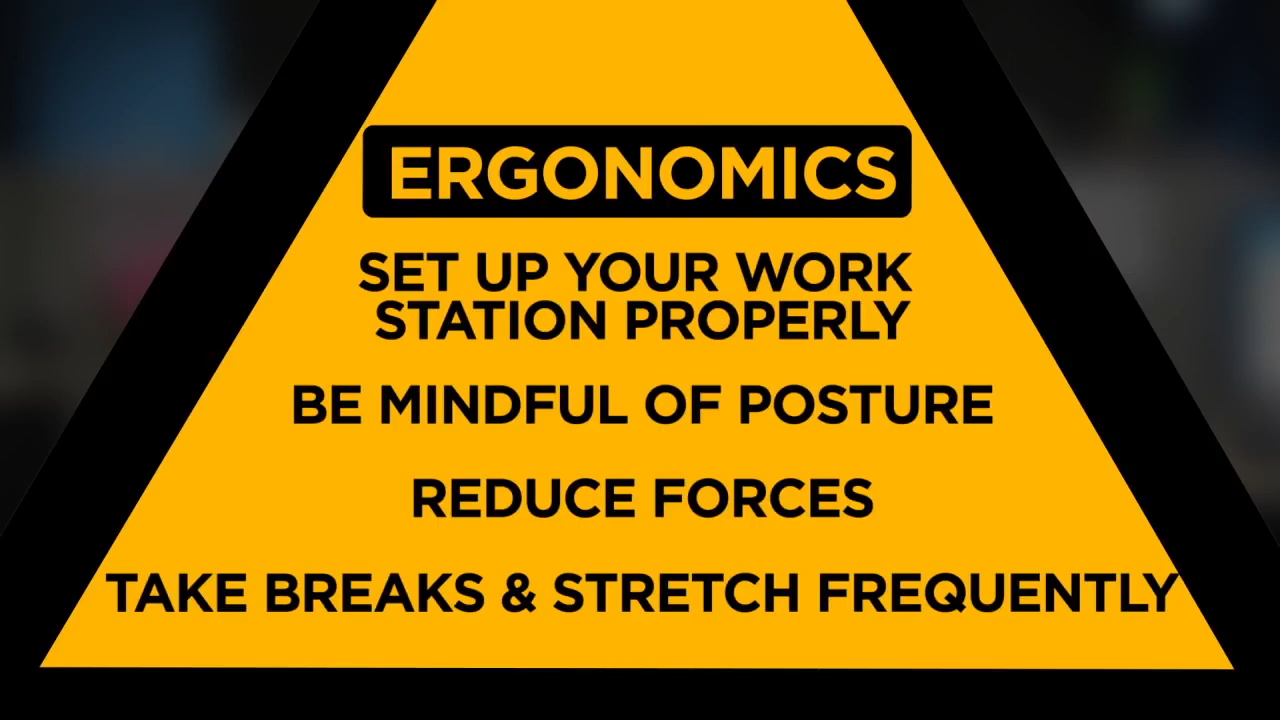 ERGONOMICS
SET UP YOUR WORK
STATION PROPERLY
BE MINDFUL OF POSTURE
REDUCE FORCES
TAKE BREAKS & STRETCH FREQUENTLY